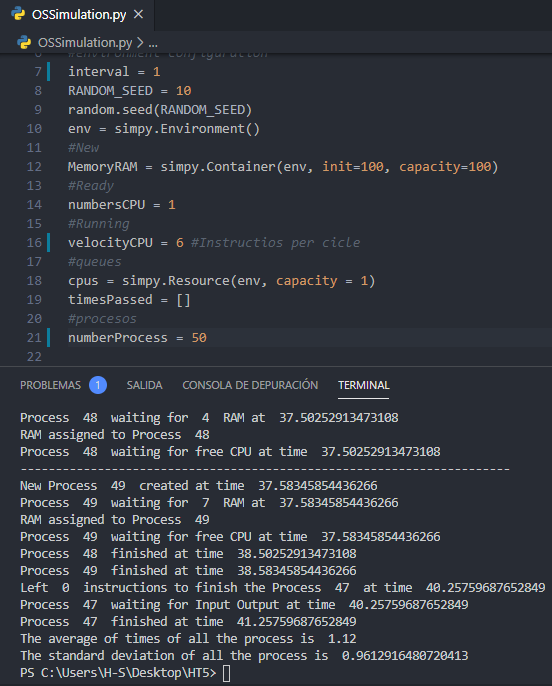 OSSimulation.py
OSSimulation.py > ...
6 #Environment Configuration
7 interval = 1
8 RANDOM_SEED = 10
9 random.seed(RANDOM_SEED)
10 env = simpy.Environment()
11 #New
12 MemoryRAM = simpy.Container(env, init=100, capacity=100)
13 #Ready
14 numbersCPU = 1
15 #Running
16 velocityCPU = 6 #Instructios per cicle
17 #queues
18 cpus = simpy.Resource(env, capacity = 1)
19 timesPassed = []
20 #procesos
21 numberProcess = 50
22
PROBLEMAS 1 SALIDA CONSOLA DE DEPURACIÓN TERMINAL
Process  48  waiting for  4  RAM at  37.50252913473108
RAM assigned to Process  48
Process  48  waiting for free CPU at time  37.50252913473108
----------------------------------------------------------------------
New Process  49  created at time  37.58345854436266
Process  49  waiting for  7  RAM at  37.58345854436266
RAM assigned to Process  49
Process  49  waiting for free CPU at time  37.58345854436266
Process  48  finished at time  38.50252913473108
Process  49  finished at time  38.58345854436266
Left  0  instructions to finish the Process  47  at time  40.25759687652849
Process  47  waiting for Input Output at time  40.25759687652849
Process  47  finished at time  41.25759687652849
The average of times of all the process is  1.12
The standard deviation of all the process is  0.9612916480720413
PS C:\Users\H-S\Desktop\HT5>